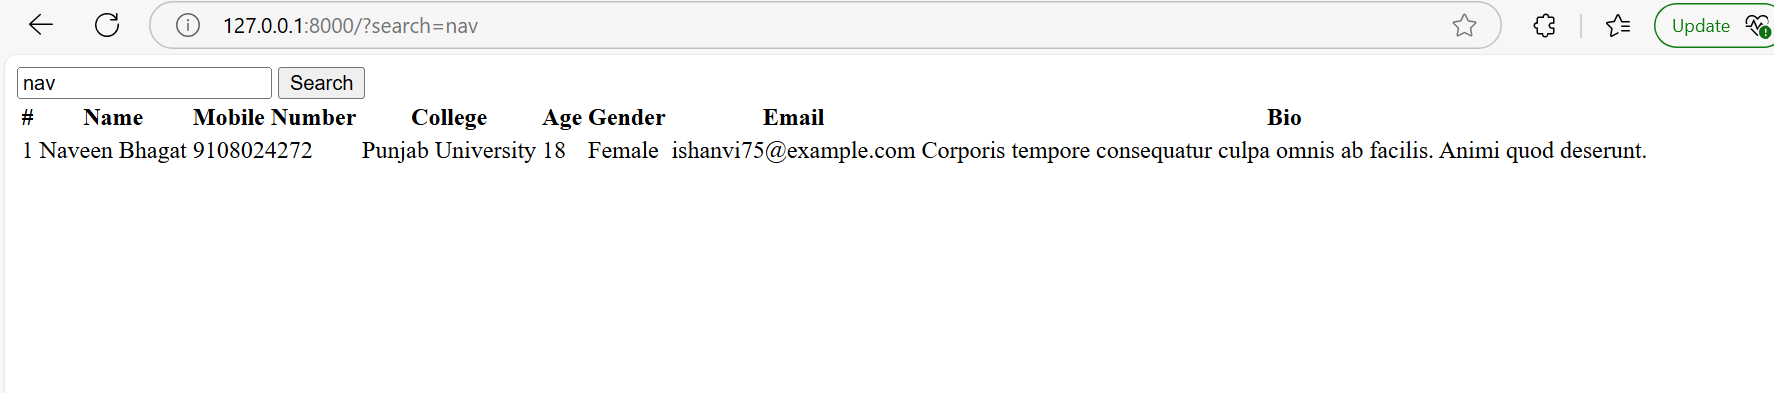 127.0.0.1:8000/?search=nav Update
nav Search
# Name Mobile Number College Age Gender Email Bio
1 Naveen Bhagat 9108024272 Punjab University 18 Female ishanvi75@example.com Corporis tempore consequatur culpa omnis ab facilis. Animi quod deserunt.